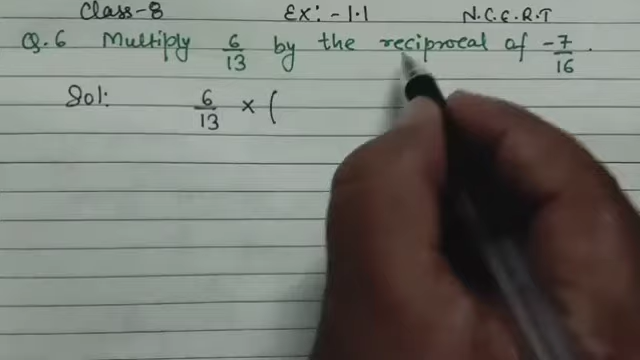 Class-8 Ex:-1.1 N.C.E.R.T
Q.6 Multiply 6/13 by the reciprocal of -7/16.
Sol: 6/13 × (